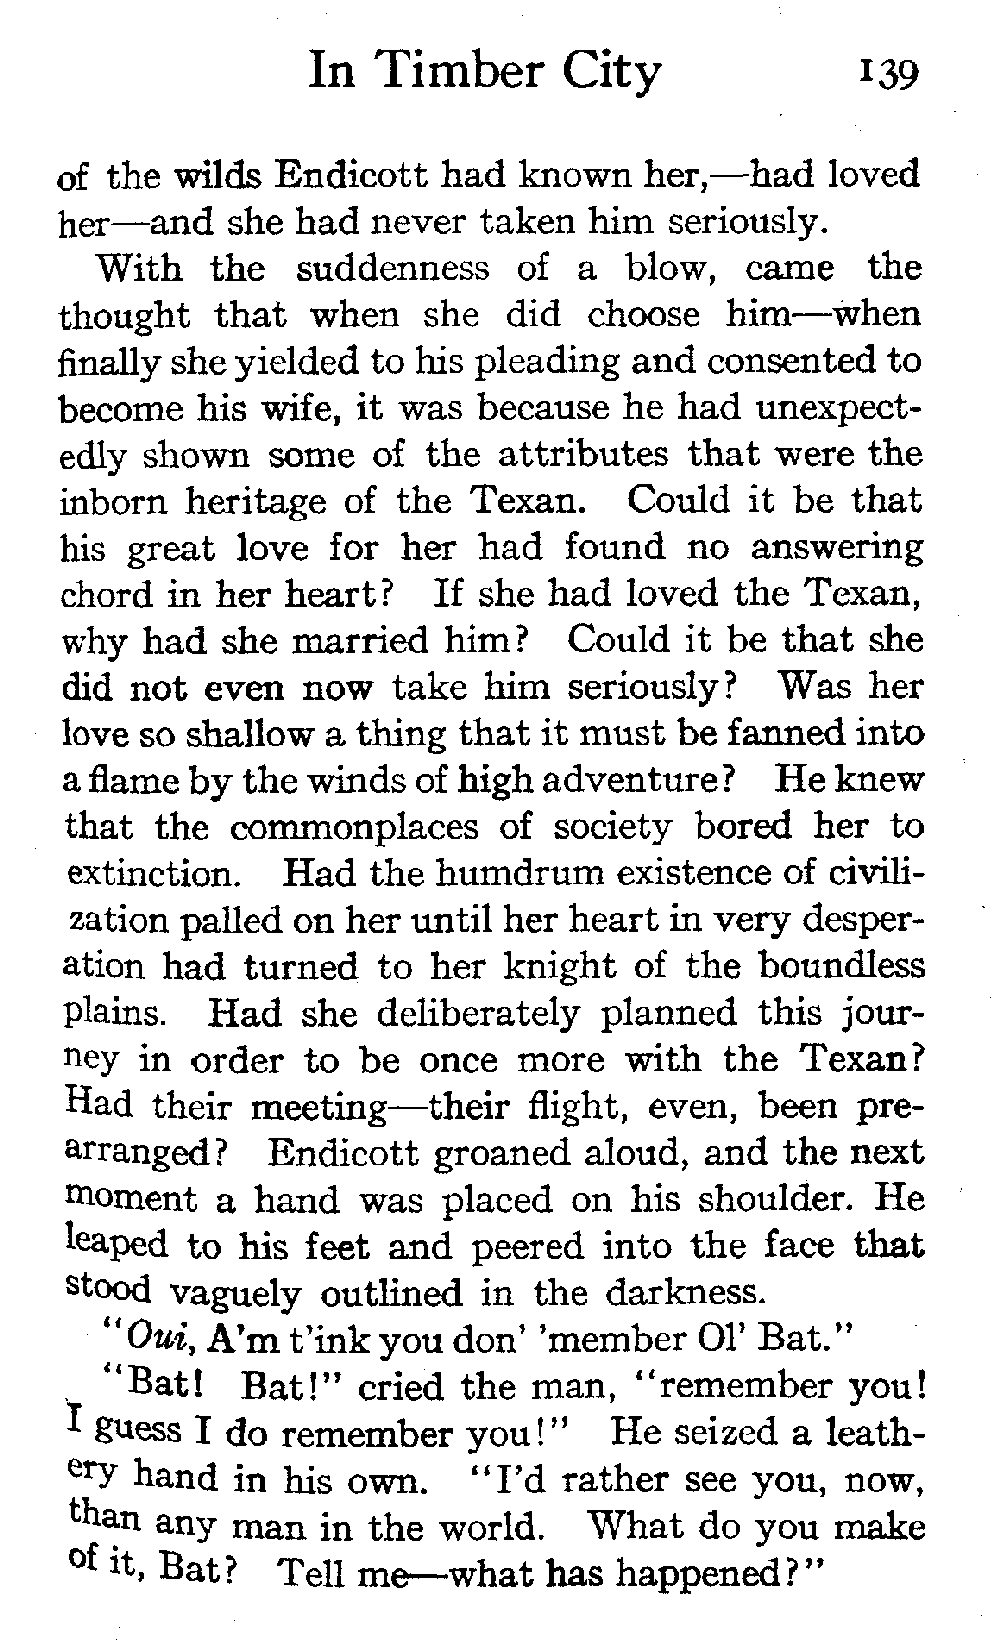 In Timber City 139
of the wilds Endicott had known her,—had loved
her—and she had never taken him seriously.
With the suddenness of a blow, came the
thought that when she did choose him—when
finally she yielded to his pleading and consented to
become his wife, it was because he had unexpect-
edly shown some of the attributes that were the
inborn heritage of the Texan. Could it be that
his great love for her had found no answering
chord in her heart? If she had loved the Texan,
why had she married him? Could it be that she
did not even now take him seriously? Was her
love so shallow a thing that it must be fanned into
a flame by the winds of high adventure? He knew
that the commonplaces of society bored her to
extinction. Had the humdrum existence of civili-
zation palled on her until her heart in very desper-
ation had turned to her knight of the boundless
plains. Had she deliberately planned this jour-
ney in order to be once more with the Texan?
Had their meeting—their flight, even, been pre-
arranged? Endicott groaned aloud, and the next
moment a hand was placed on his shoulder. He
leaped to his feet and peered into the face that
stood vaguely outlined in the darkness.
"Oui, A'm t'ink you don' 'member Ol' Bat."
"Bat! Bat!" cried the man, "remember you!
I guess I do remember you!" He seized a leath-
ery hand in his own. "I'd rather see you, now,
than any man in the world. What do you make
of it, Bat? Tell me—what has happened?"